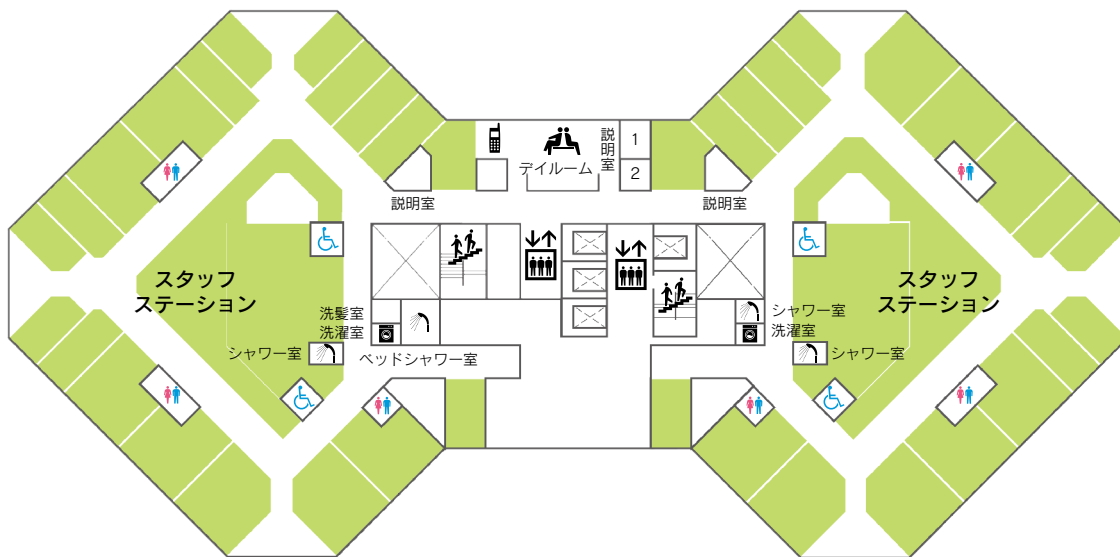 説明室
1
2
デイルーム
説明室
説明室
スタッフ
ステーション
スタッフ
ステーション
洗髪室
洗濯室
シャワー室
ベッドシャワー室
シャワー室
洗濯室
シャワー室